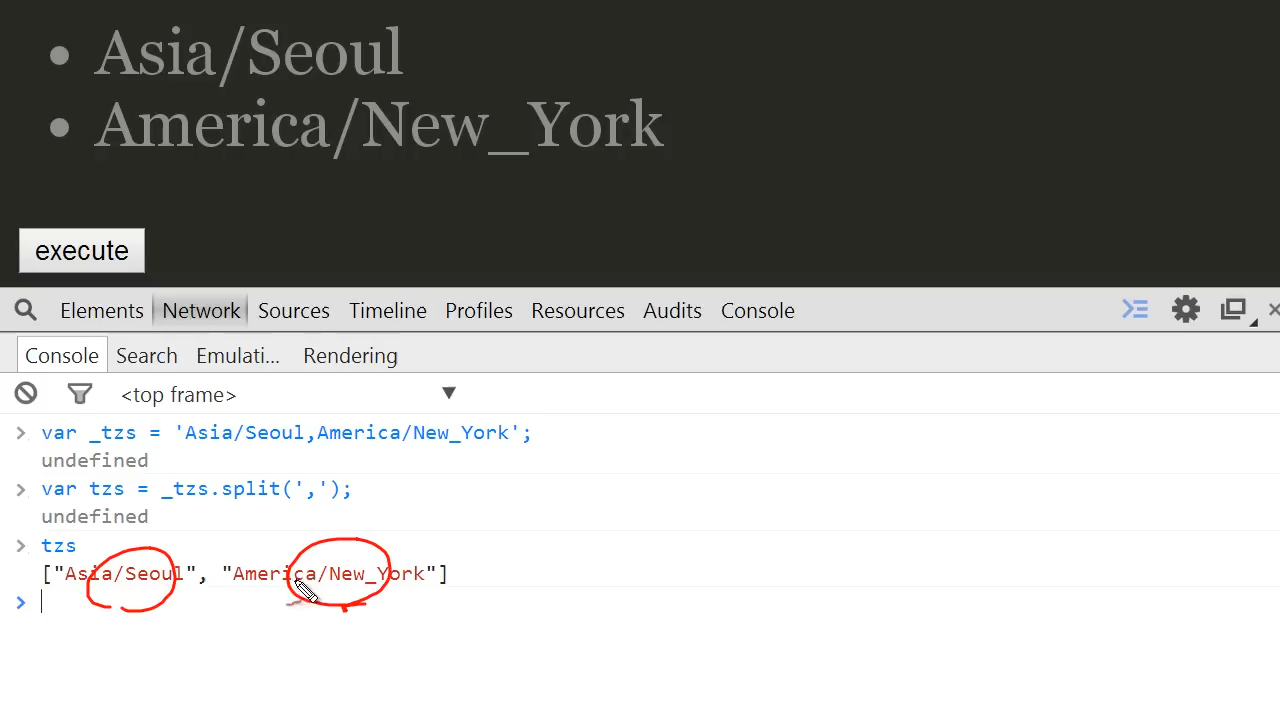 • Asia/Seoul
• America/New_York
execute
Elements Network Sources Timeline Profiles Resources Audits Console
Console Search Emulati... Rendering
<top frame>
> var _tzs = 'Asia/Seoul,America/New_York';
undefined
> var tzs = _tzs.split(',');
undefined
> tzs
["Asia/Seoul", "America/New_York"]
>